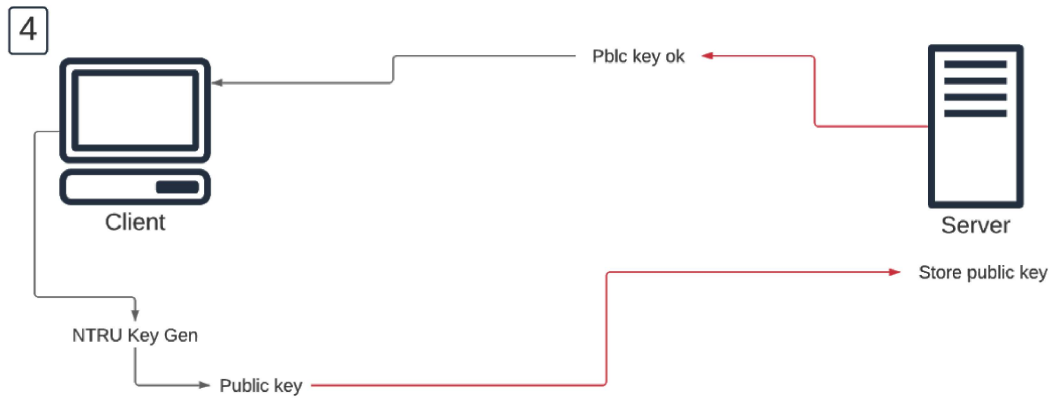 4
Pblc key ok
Client
Server
Store public key
NTRU Key Gen
Public key